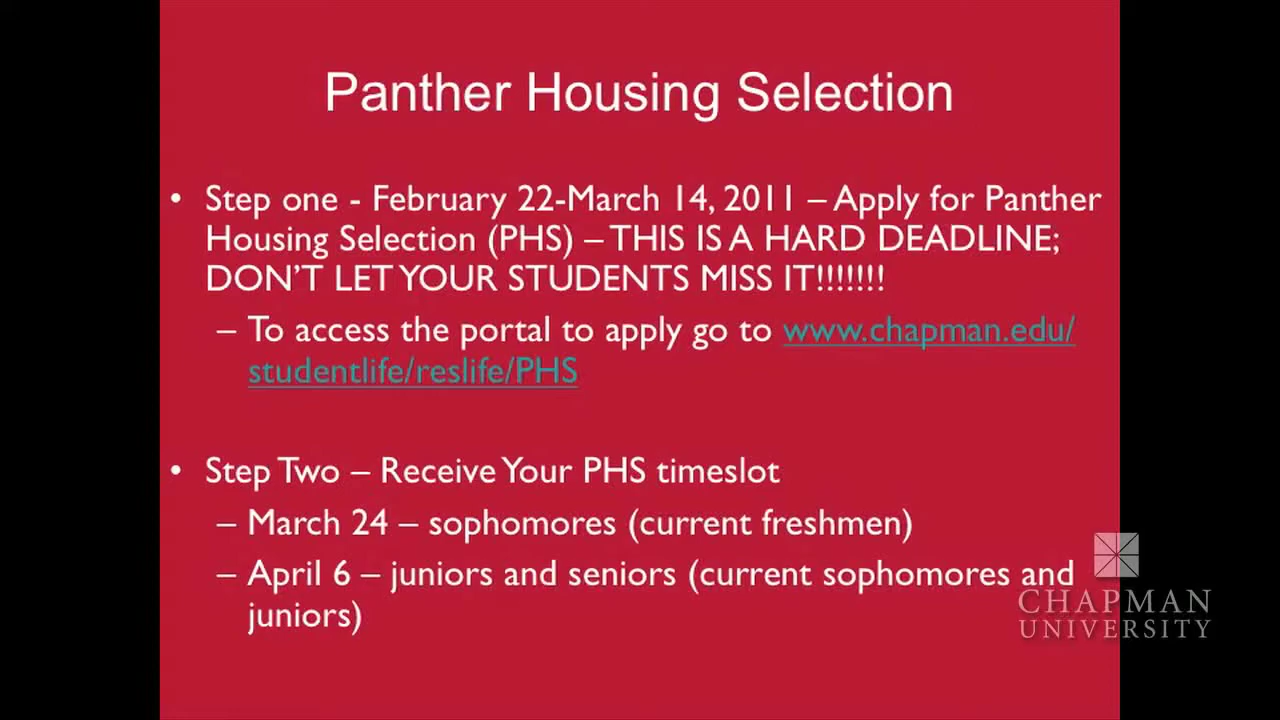 Panther Housing Selection
• Step one - February 22-March 14, 2011 – Apply for Panther
Housing Selection (PHS) – THIS IS A HARD DEADLINE;
DON'T LET YOUR STUDENTS MISS IT!!!!!!!
– To access the portal to apply go to www.chapman.edu/
studentlife/reslife/PHS
• Step Two – Receive Your PHS timeslot
– March 24 – sophomores (current freshmen)
– April 6 – juniors and seniors (current sophomores and
juniors)
CHAPMAN
UNIVERSITY